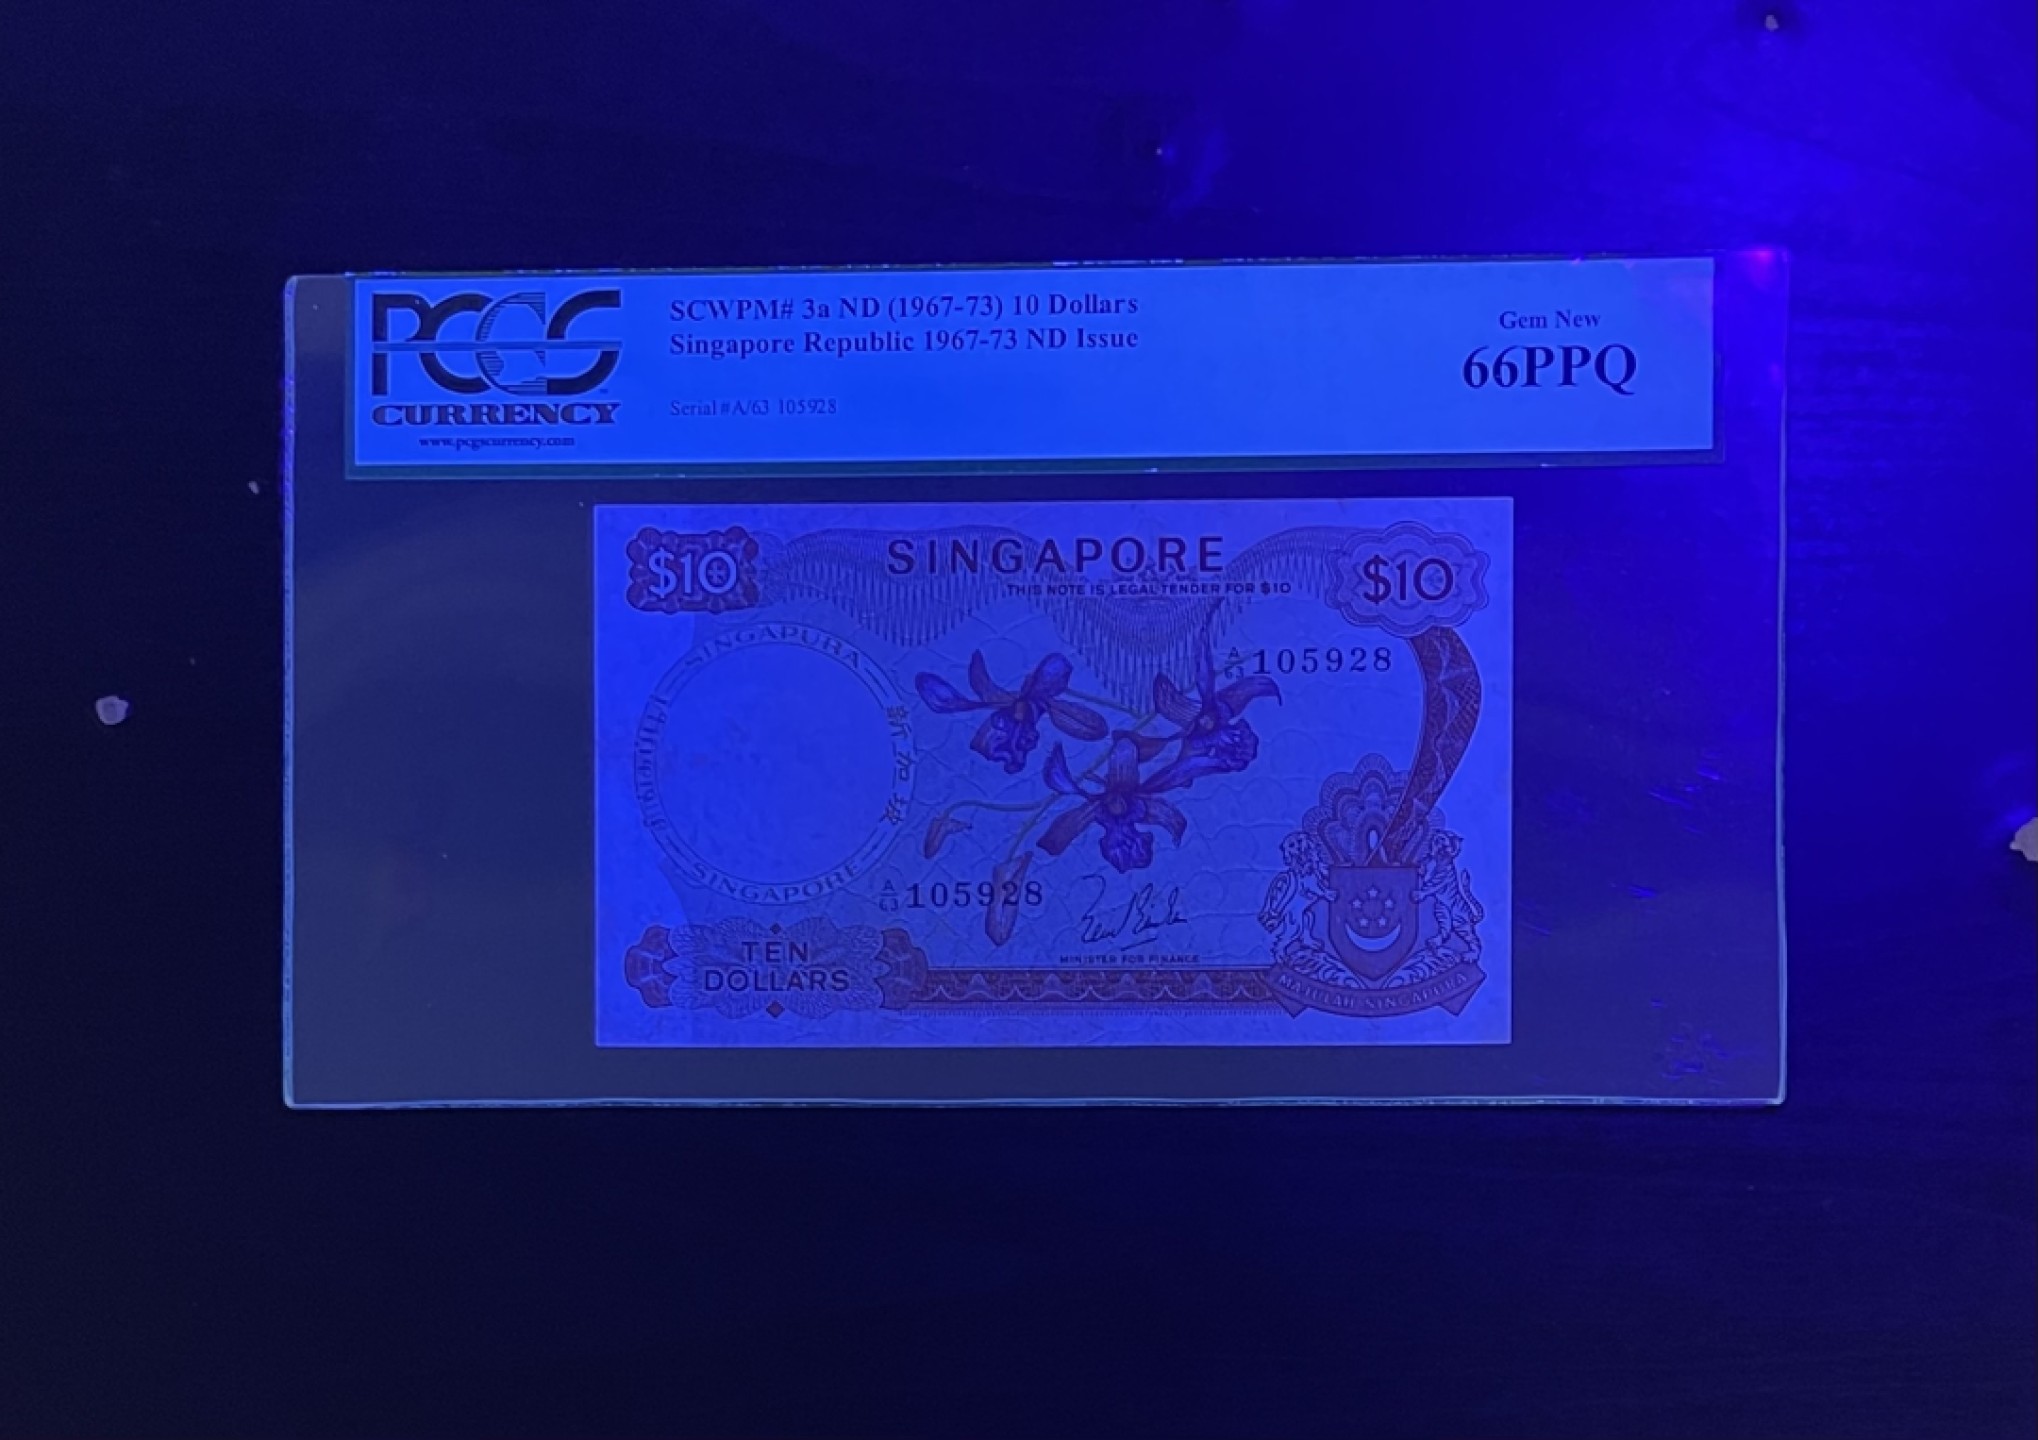 PCGS
CURRENCY
www.pcgscurrency.com
SCWPM# 3a ND (1967-73) 10 Dollars
Singapore Republic 1967-73 ND Issue
Serial #A/63 105928
Gem New
66PPQ
$10
SINGAPORE
THIS NOTE IS LEGAL TENDER FOR $10
$10
SINGAPURA
A/63 105928
新加坡
சிங்கப்பூர்
SINGAPORE
A/63 105928
TEN
DOLLARS
MINISTER FOR FINANCE
MAJULAH SINGAPURA